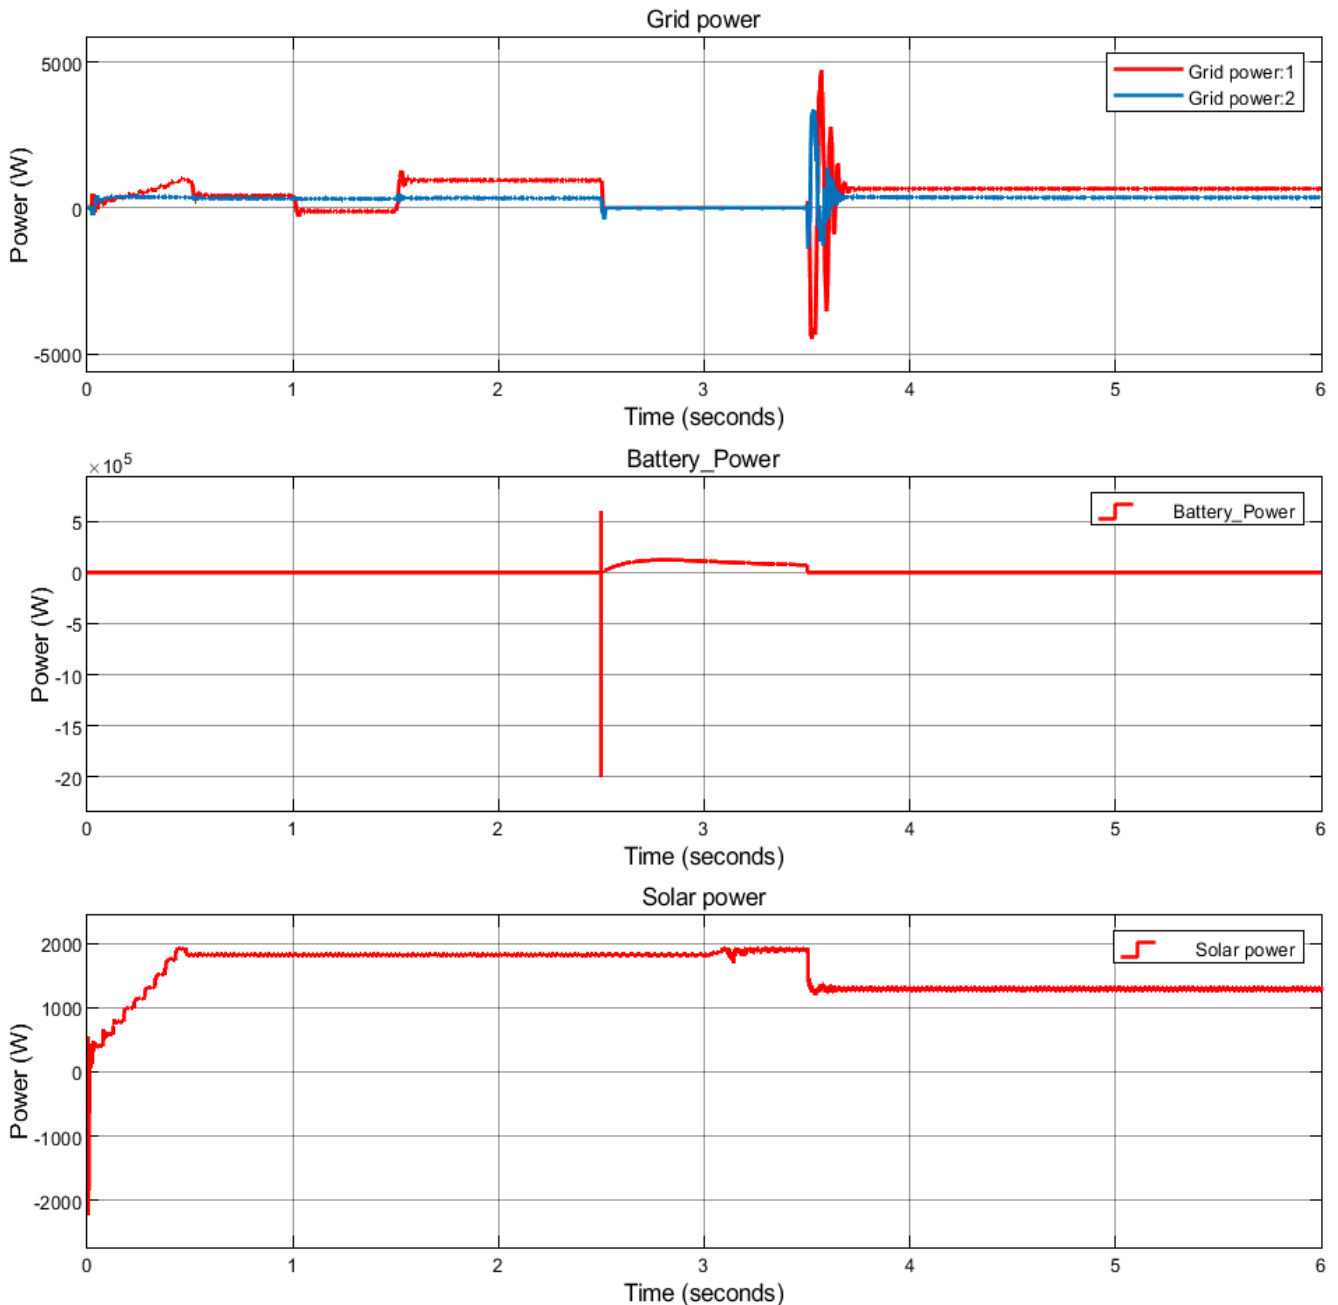 Grid power
5000
0
-5000
Power (W)
Grid power:1
Grid power:2
0 1 2 3 4 5 6
Time (seconds)
×10^5
Battery_Power
5
0
-5
-10
-15
-20
Power (W)
Battery_Power
0 1 2 3 4 5 6
Time (seconds)
Solar power
2000
1000
0
-1000
-2000
Power (W)
Solar power
0 1 2 3 4 5 6
Time (seconds)